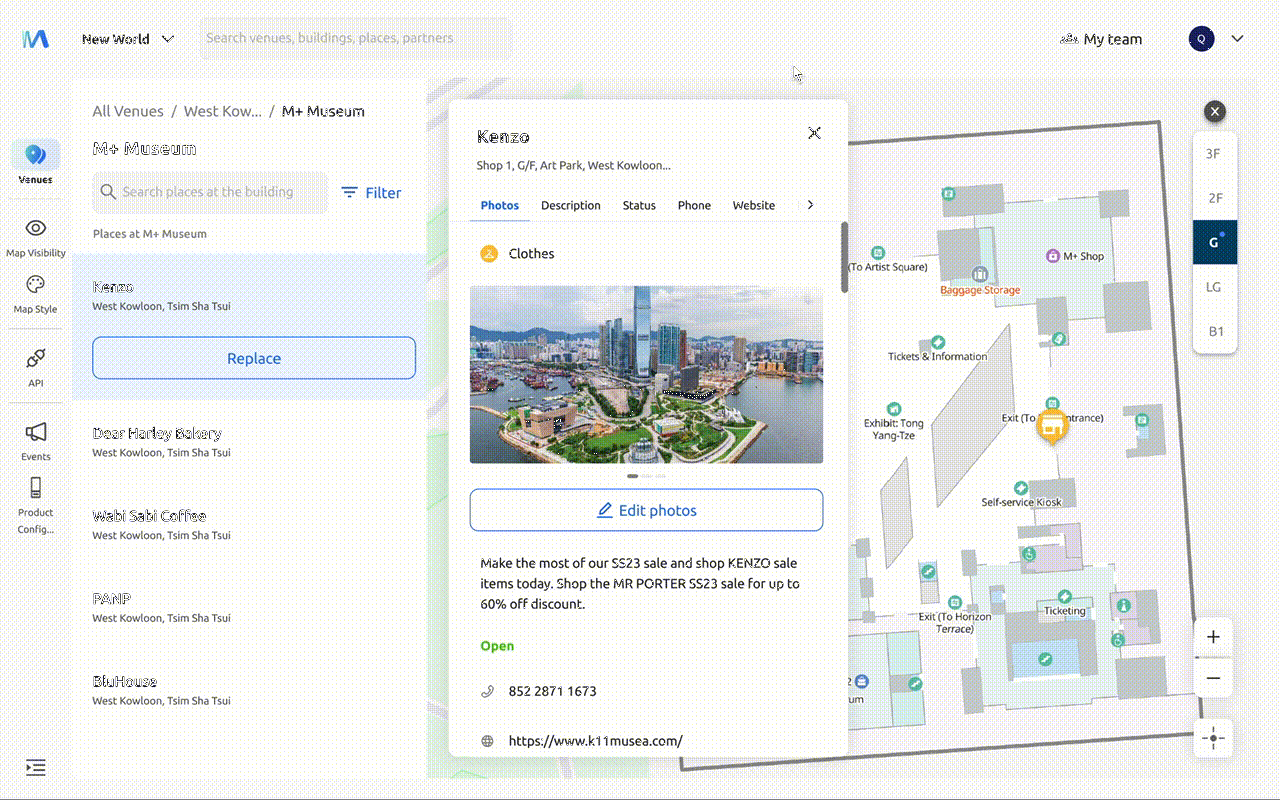 New World
Search venues, buildings, places, partners
My team
Q
All Venues / West Kow... / M+ Museum
M+ Museum
Search places at the building
Filter
Places at M+ Museum
Kenzo
West Kowloon, Tsim Sha Tsui
Replace
Dear Harley Bakery
West Kowloon, Tsim Sha Tsui
Wabi Sabi Coffee
West Kowloon, Tsim Sha Tsui
PANP
West Kowloon, Tsim Sha Tsui
BluHouse
West Kowloon, Tsim Sha Tsui
Venues
Map Visibility
Map Style
API
Events
Product
Config...
Kenzo
Shop 1, G/F, Art Park, West Kowloon...
Photos
Description
Status
Phone
Website
Clothes
Edit photos
Make the most of our SS23 sale and shop KENZO sale
items today. Shop the MR PORTER SS23 sale for up to
60% off discount.
Open
852 2871 1673
https://www.k11musea.com/
(To Artist Square)
M+ Shop
Baggage Storage
Tickets & Information
Exhibit: Tong
Yang-Tze
Exit (To
ntrance)
Self-service Kiosk
Exit (To Horizon
Terrace)
Ticketing
2
um
3F
2F
G
LG
B1